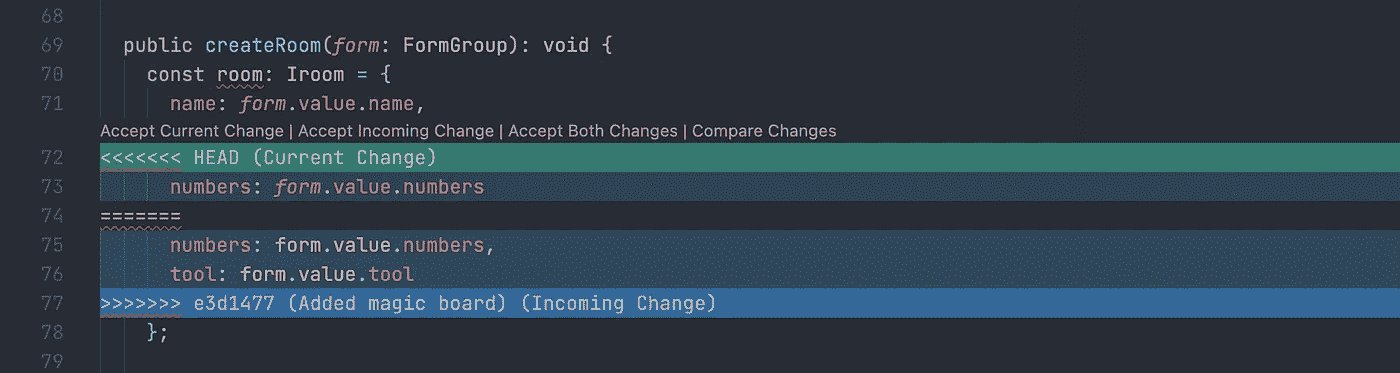 68
69 public createRoom(form: FormGroup): void {
70 const room: Iroom = {
71 name: form.value.name,
Accept Current Change | Accept Incoming Change | Accept Both Changes | Compare Changes
72 <<<<<<< HEAD (Current Change)
73 numbers: form.value.numbers
74 =======
75 numbers: form.value.numbers,
76 tool: form.value.tool
77 >>>>>>> e3d1477 (Added magic board) (Incoming Change)
78 };
79